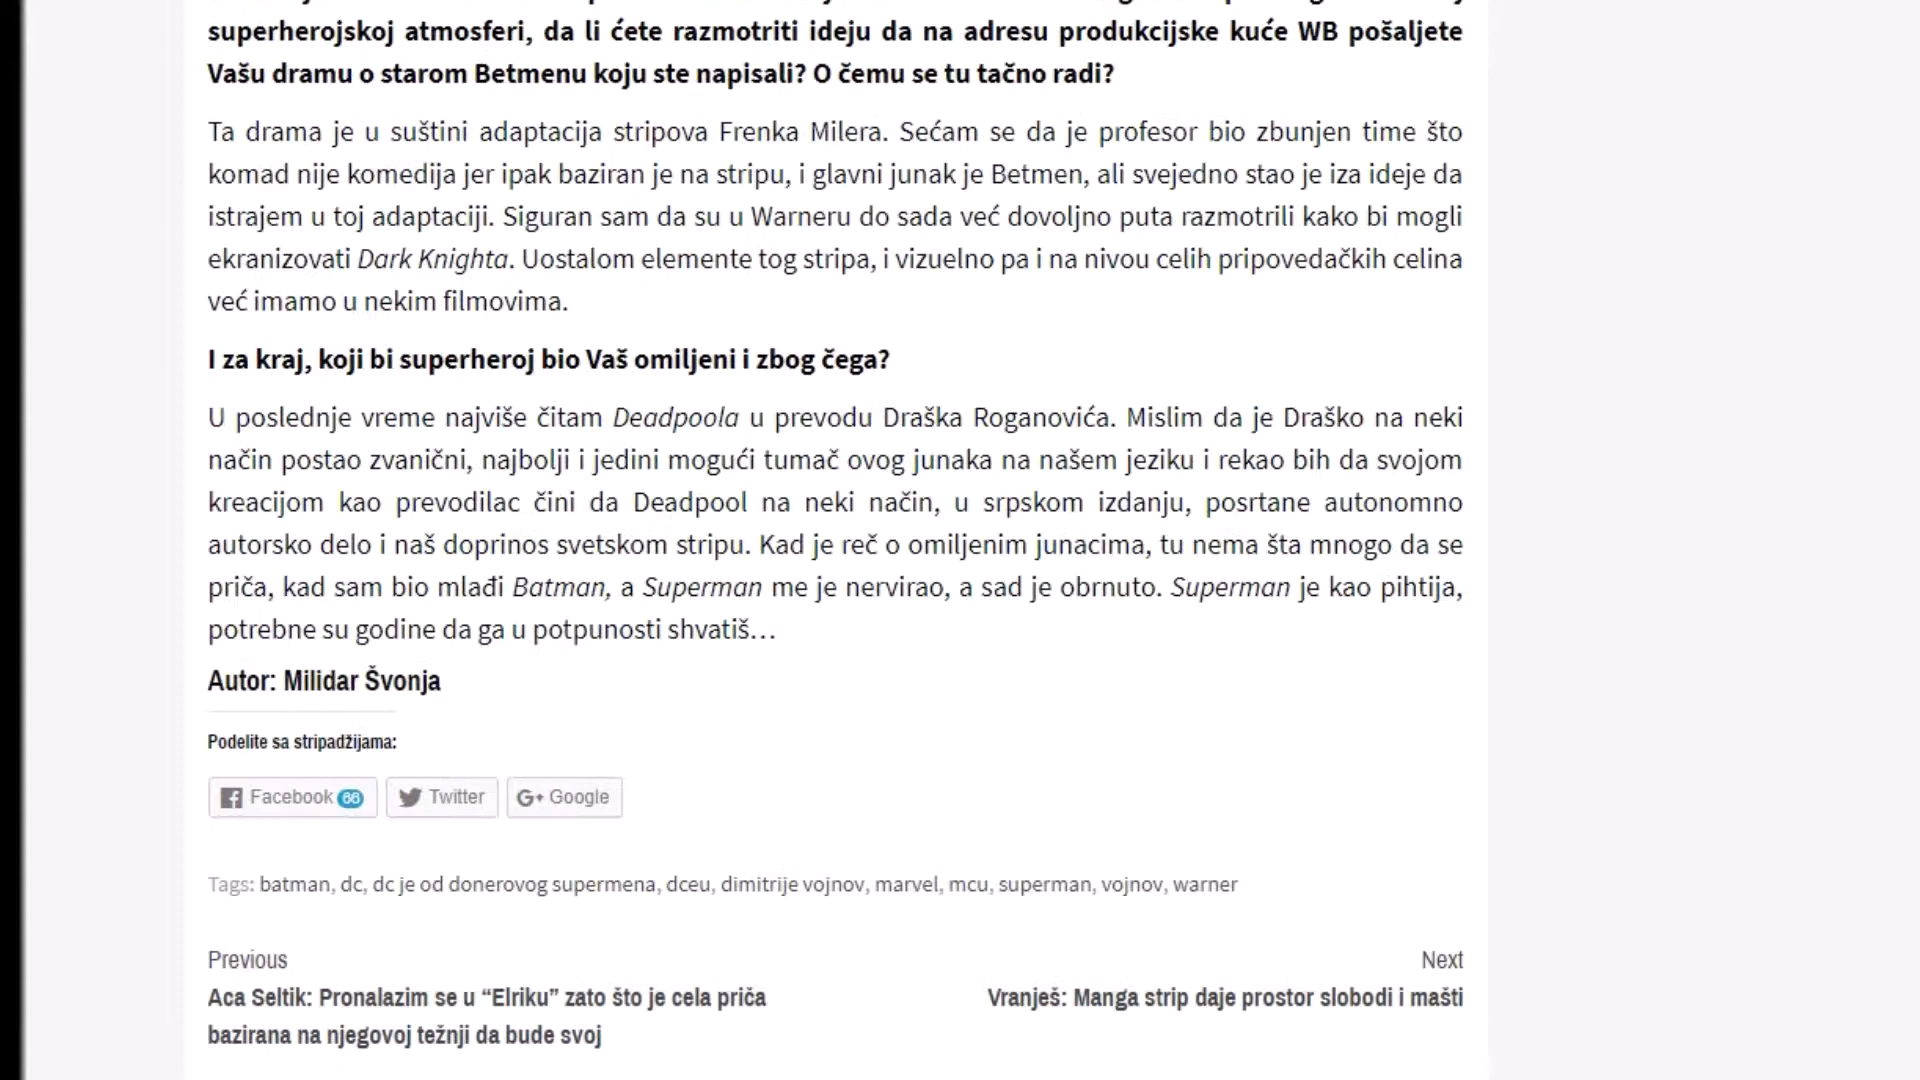 superherojskoj atmosferi, da li ćete razmotriti ideju da na adresu produkcijske kuće WB pošaljete
Vašu dramu o starom Betmenu koju ste napisali? O čemu se tu tačno radi?
Ta drama je u suštini adaptacija stripova Frenka Milera. Sećam se da je profesor bio zbunjen time što
komad nije komedija jer ipak baziran je na stripu, i glavni junak je Betmen, ali svejedno stao je iza ideje da
istrajem u toj adaptaciji. Siguran sam da su u Warneru do sada već dovoljno puta razmotrili kako bi mogli
ekranizovati Dark Knighta. Uostalom elemente tog stripa, i vizuelno pa i na nivou celih pripovedačkih celina
već imamo u nekim filmovima.
I za kraj, koji bi superheroj bio Vaš omiljeni i zbog čega?
U poslednje vreme najviše čitam Deadpoola u prevodu Draška Roganovića. Mislim da je Draško na neki
način postao zvanični, najbolji i jedini mogući tumač ovog junaka na našem jeziku i rekao bih da svojom
kreacijom kao prevodilac čini da Deadpool na neki način, u srpskom izdanju, posrtane autonomno
autorsko delo i naš doprinos svetskom stripu. Kad je reč o omiljenim junacima, tu nema šta mnogo da se
priča, kad sam bio mlađi Batman, a Superman me je nervirao, a sad je obrnuto. Superman je kao pihtija,
potrebne su godine da ga u potpunosti shvatiš…
Autor: Milidar Švonja
Podelite sa stripadžijama:
Facebook 66 Twitter G+ Google
Tags: batman, dc, dc je od donerovog supermena, dceu, dimitrije vojnov, marvel, mcu, superman, vojnov, warner
Previous
Aca Seltik: Pronalazim se u “Elriku” zato što je cela priča
bazirana na njegovoj težnji da bude svoj
Next
Vranješ: Manga strip daje prostor slobodi i mašti